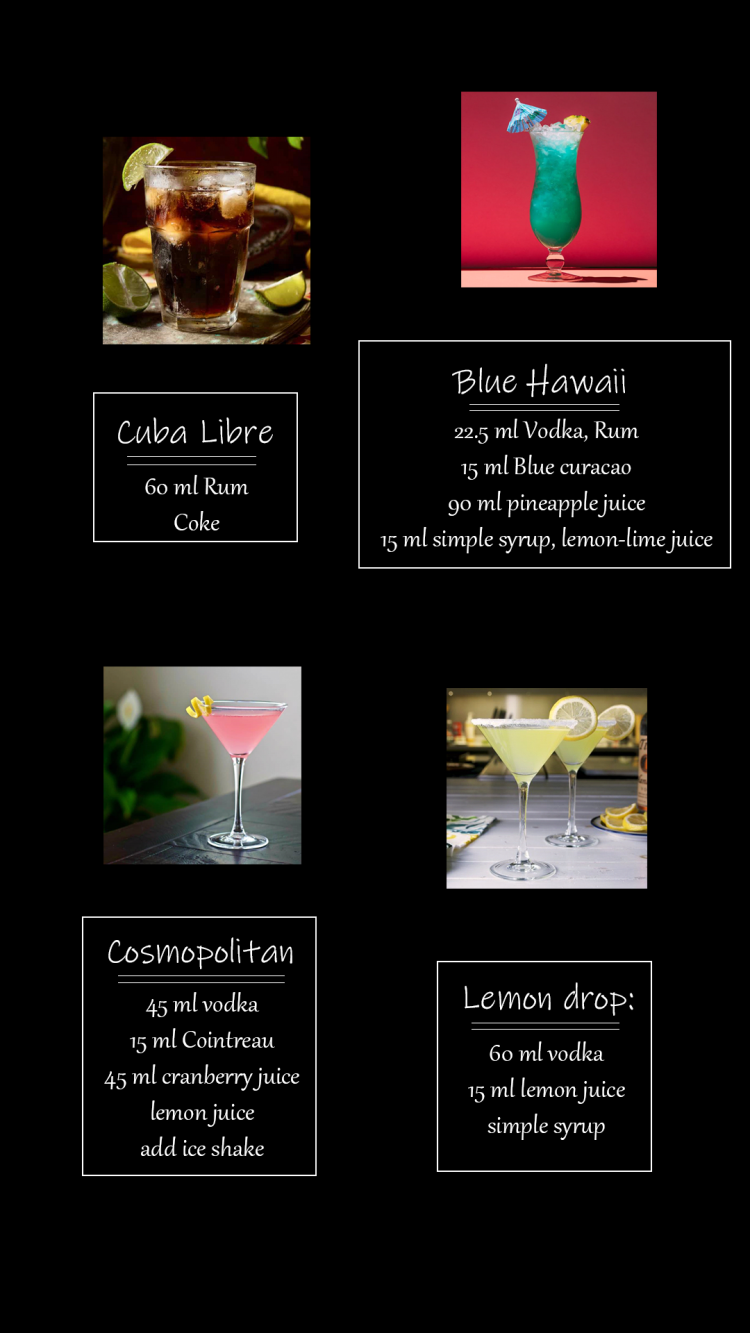 Cuba Libre
60 ml Rum
Coke
Blue Hawaii
22.5 ml Vodka, Rum
15 ml Blue curacao
90 ml pineapple juice
15 ml simple syrup, lemon-lime juice
Cosmopolitan
45 ml vodka
15 ml Cointreau
45 ml cranberry juice
lemon juice
add ice shake
Lemon drop:
60 ml vodka
15 ml lemon juice
simple syrup